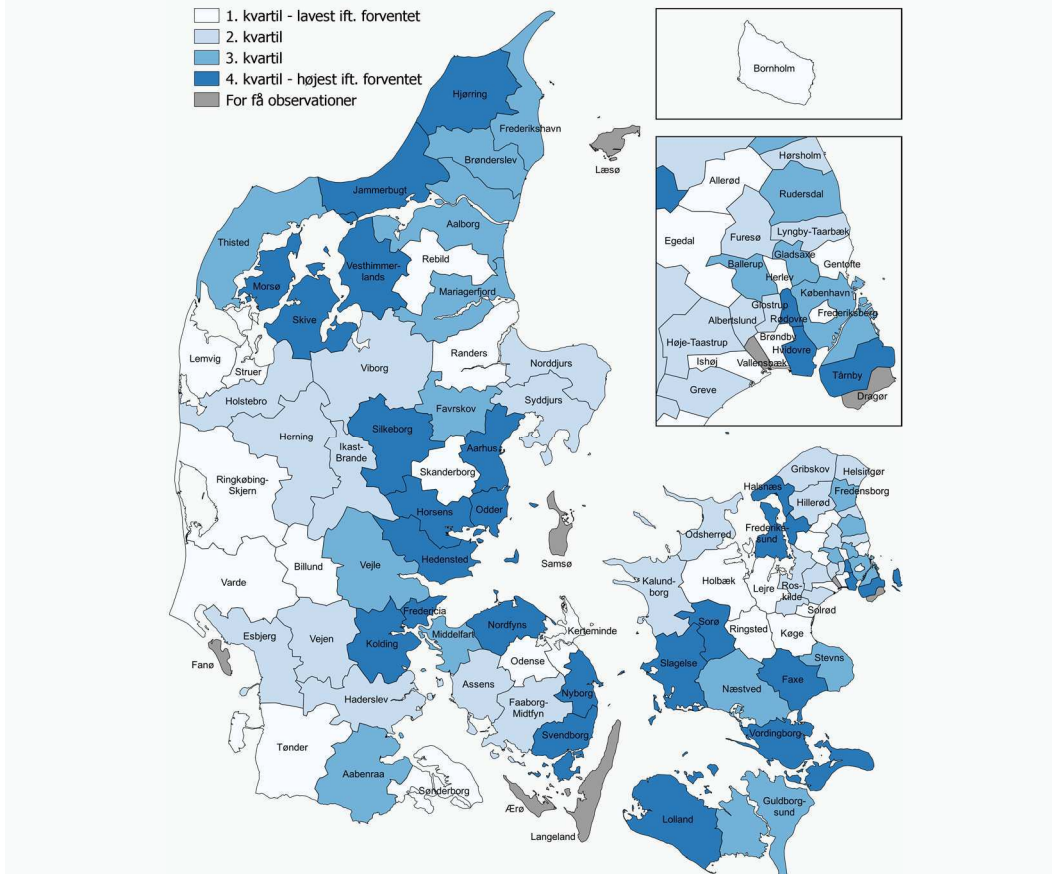 1. kvartil - lavest ift. forventet
2. kvartil
3. kvartil
4. kvartil - højest ift. forventet
For få observationer
Bornholm
Hjørring
Frederikshavn
Brønderslev
Læsø
Jammerbugt
Aalborg
Thisted
Vesthimmer-
lands
Rebild
Morsø
Mariagerfjord
Skive
Lemvig
Struer
Viborg
Randers
Norddjurs
Holstebro
Syddjurs
Favrskov
Herning
Ikast-
Brande
Silkeborg
Aarhus
Skanderborg
Ringkøbing-
Skjern
Horsens
Odder
Hedensted
Samsø
Varde
Billund
Vejle
Fredericia
Esbjerg
Vejen
Kolding
Middelfart
Nordfyns
Kerteminde
Fanø
Odense
Assens
Faaborg-
Midtfyn
Nyborg
Haderslev
Svendborg
Tønder
Aabenraa
Sønderborg
Ærø
Langeland
Hørsholm
Allerød
Rudersdal
Egedal
Furesø
Lyngby-Taarbæk
Gladsaxe
Ballerup
Herlev
Gentofte
København
Glostrup
Rødovre
Frederiksberg
Albertslund
Høje-Taastrup
Brøndby
Hvidovre
Ishøj
Vallensbæk
Tårnby
Greve
Dragør
Gribskov
Helsingør
Halsnæs
Hillerød
Fredensborg
Odsherred
Frederiks-
sund
Kalund-
borg
Holbæk
Lejre
Ros-
kilde
Solrød
Sorø
Ringsted
Køge
Slagelse
Stevns
Næstved
Faxe
Vordingborg
Lolland
Guldborg-
sund